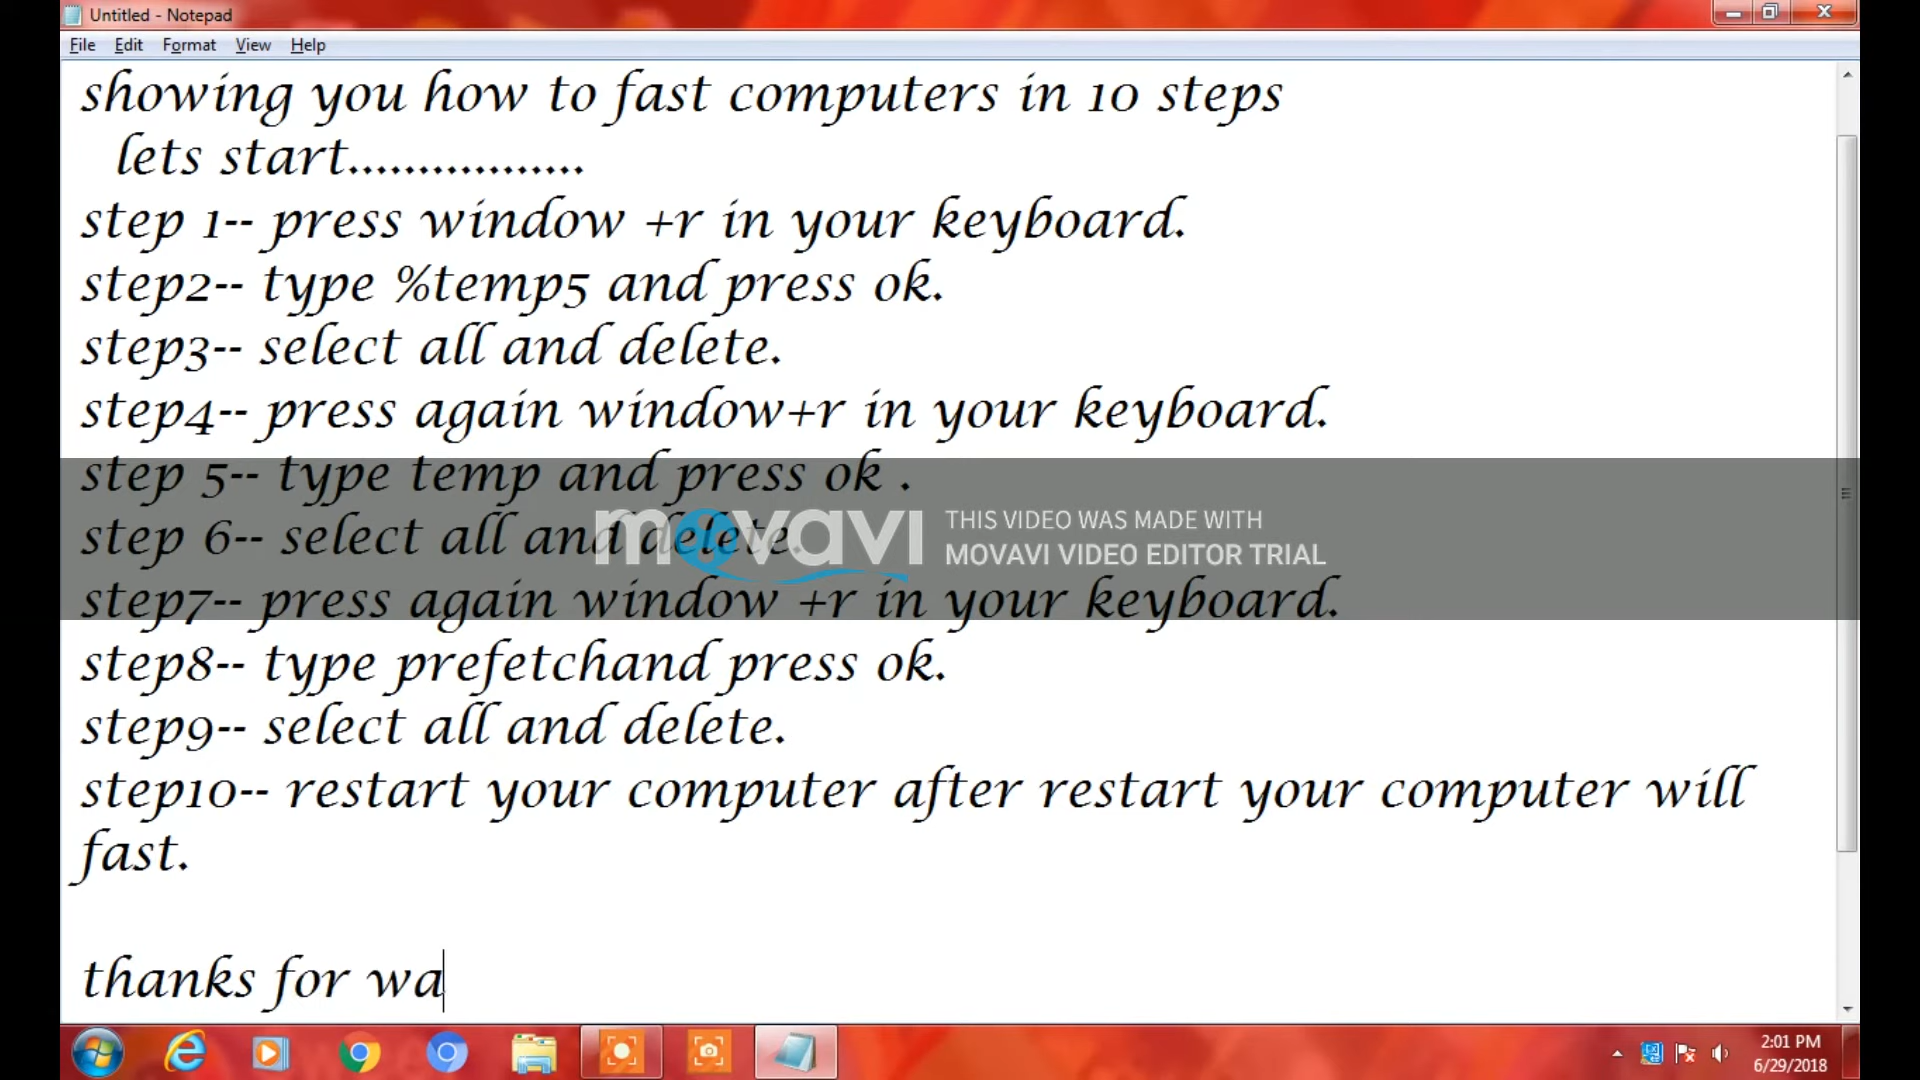 Untitled - Notepad
File Edit Format View Help
showing you how to fast computers in 10 steps
lets start.................
step 1-- press window +r in your keyboard.
step2-- type %temp5 and press ok.
step3-- select all and delete.
step4-- press again window+r in your keyboard.
step 5-- type temp and press ok .
step 6-- select all and delete.
movavi THIS VIDEO WAS MADE WITH
MOVAVI VIDEO EDITOR TRIAL
step7-- press again window +r in your keyboard.
step8-- type prefetchand press ok.
step9-- select all and delete.
step10-- restart your computer after restart your computer will
fast.
thanks for wa
2:01 PM
6/29/2018